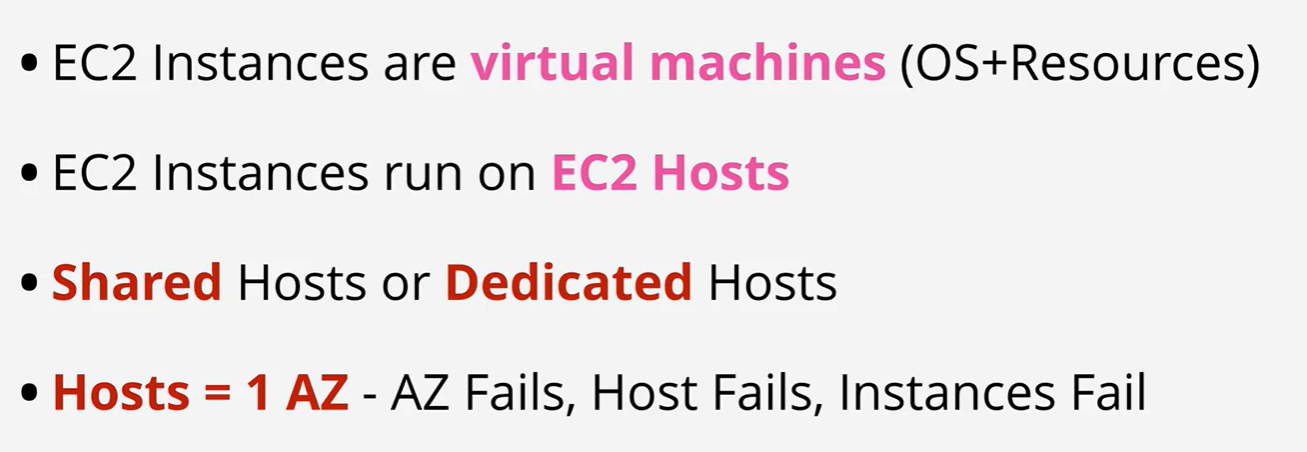 • EC2 Instances are virtual machines (OS+Resources)
• EC2 Instances run on EC2 Hosts
• Shared Hosts or Dedicated Hosts
• Hosts = 1 AZ - AZ Fails, Host Fails, Instances Fail